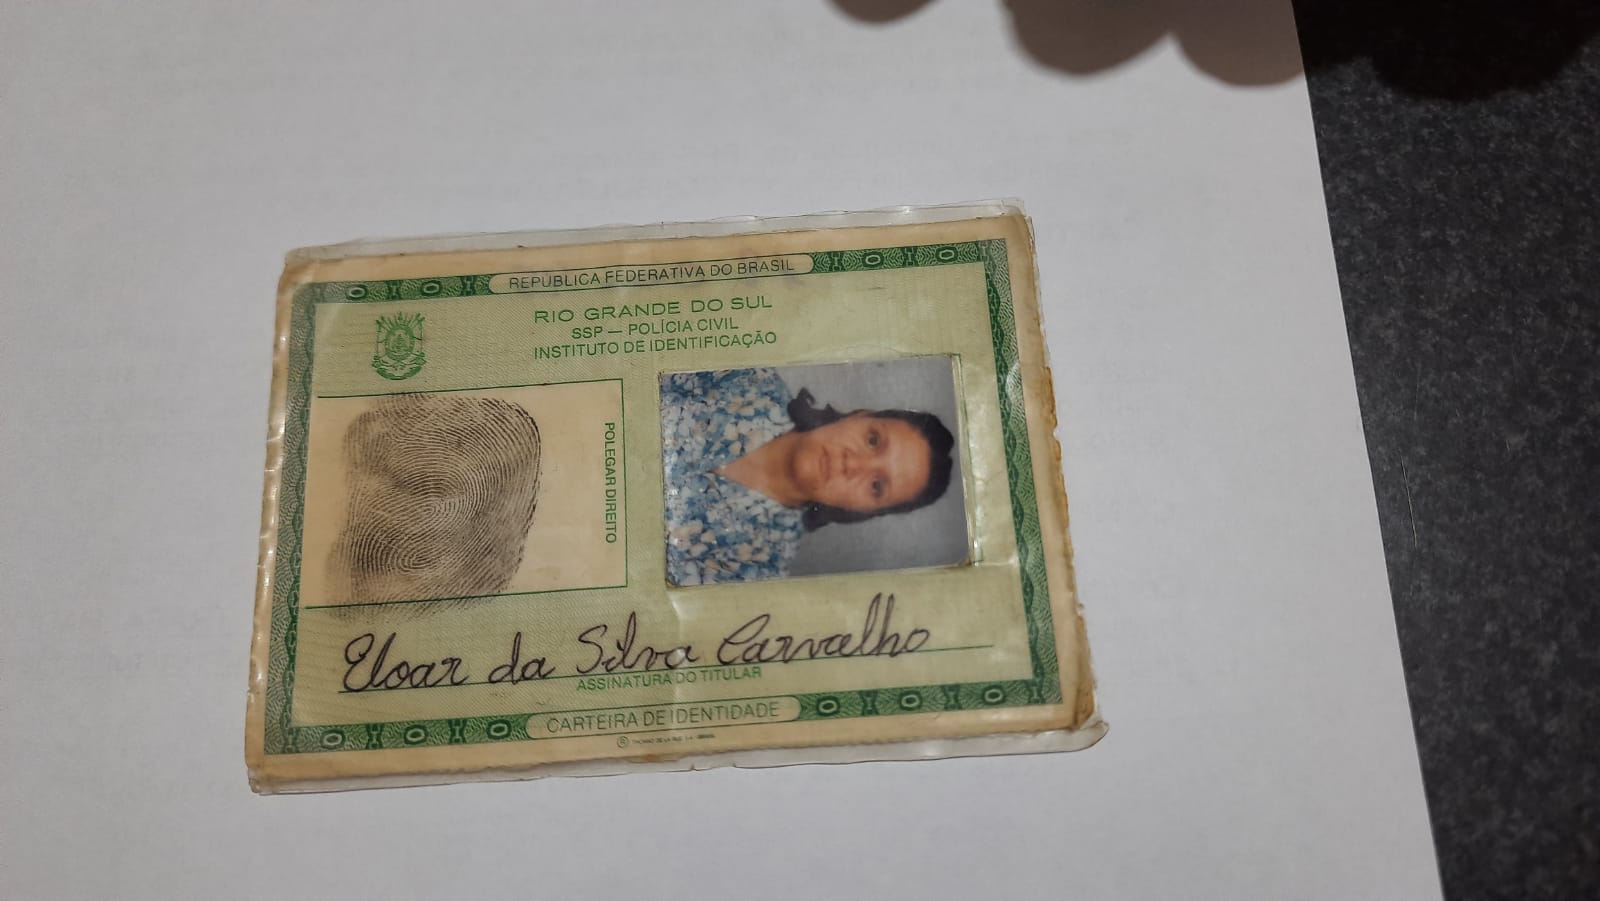 REPÚBLICA FEDERATIVA DO BRASIL
RIO GRANDE DO SUL
SSP — POLÍCIA CIVIL
INSTITUTO DE IDENTIFICAÇÃO
POLEGAR DIREITO
Eloar da Silva Carvalho
ASSINATURA DO TITULAR
CARTEIRA DE IDENTIDADE